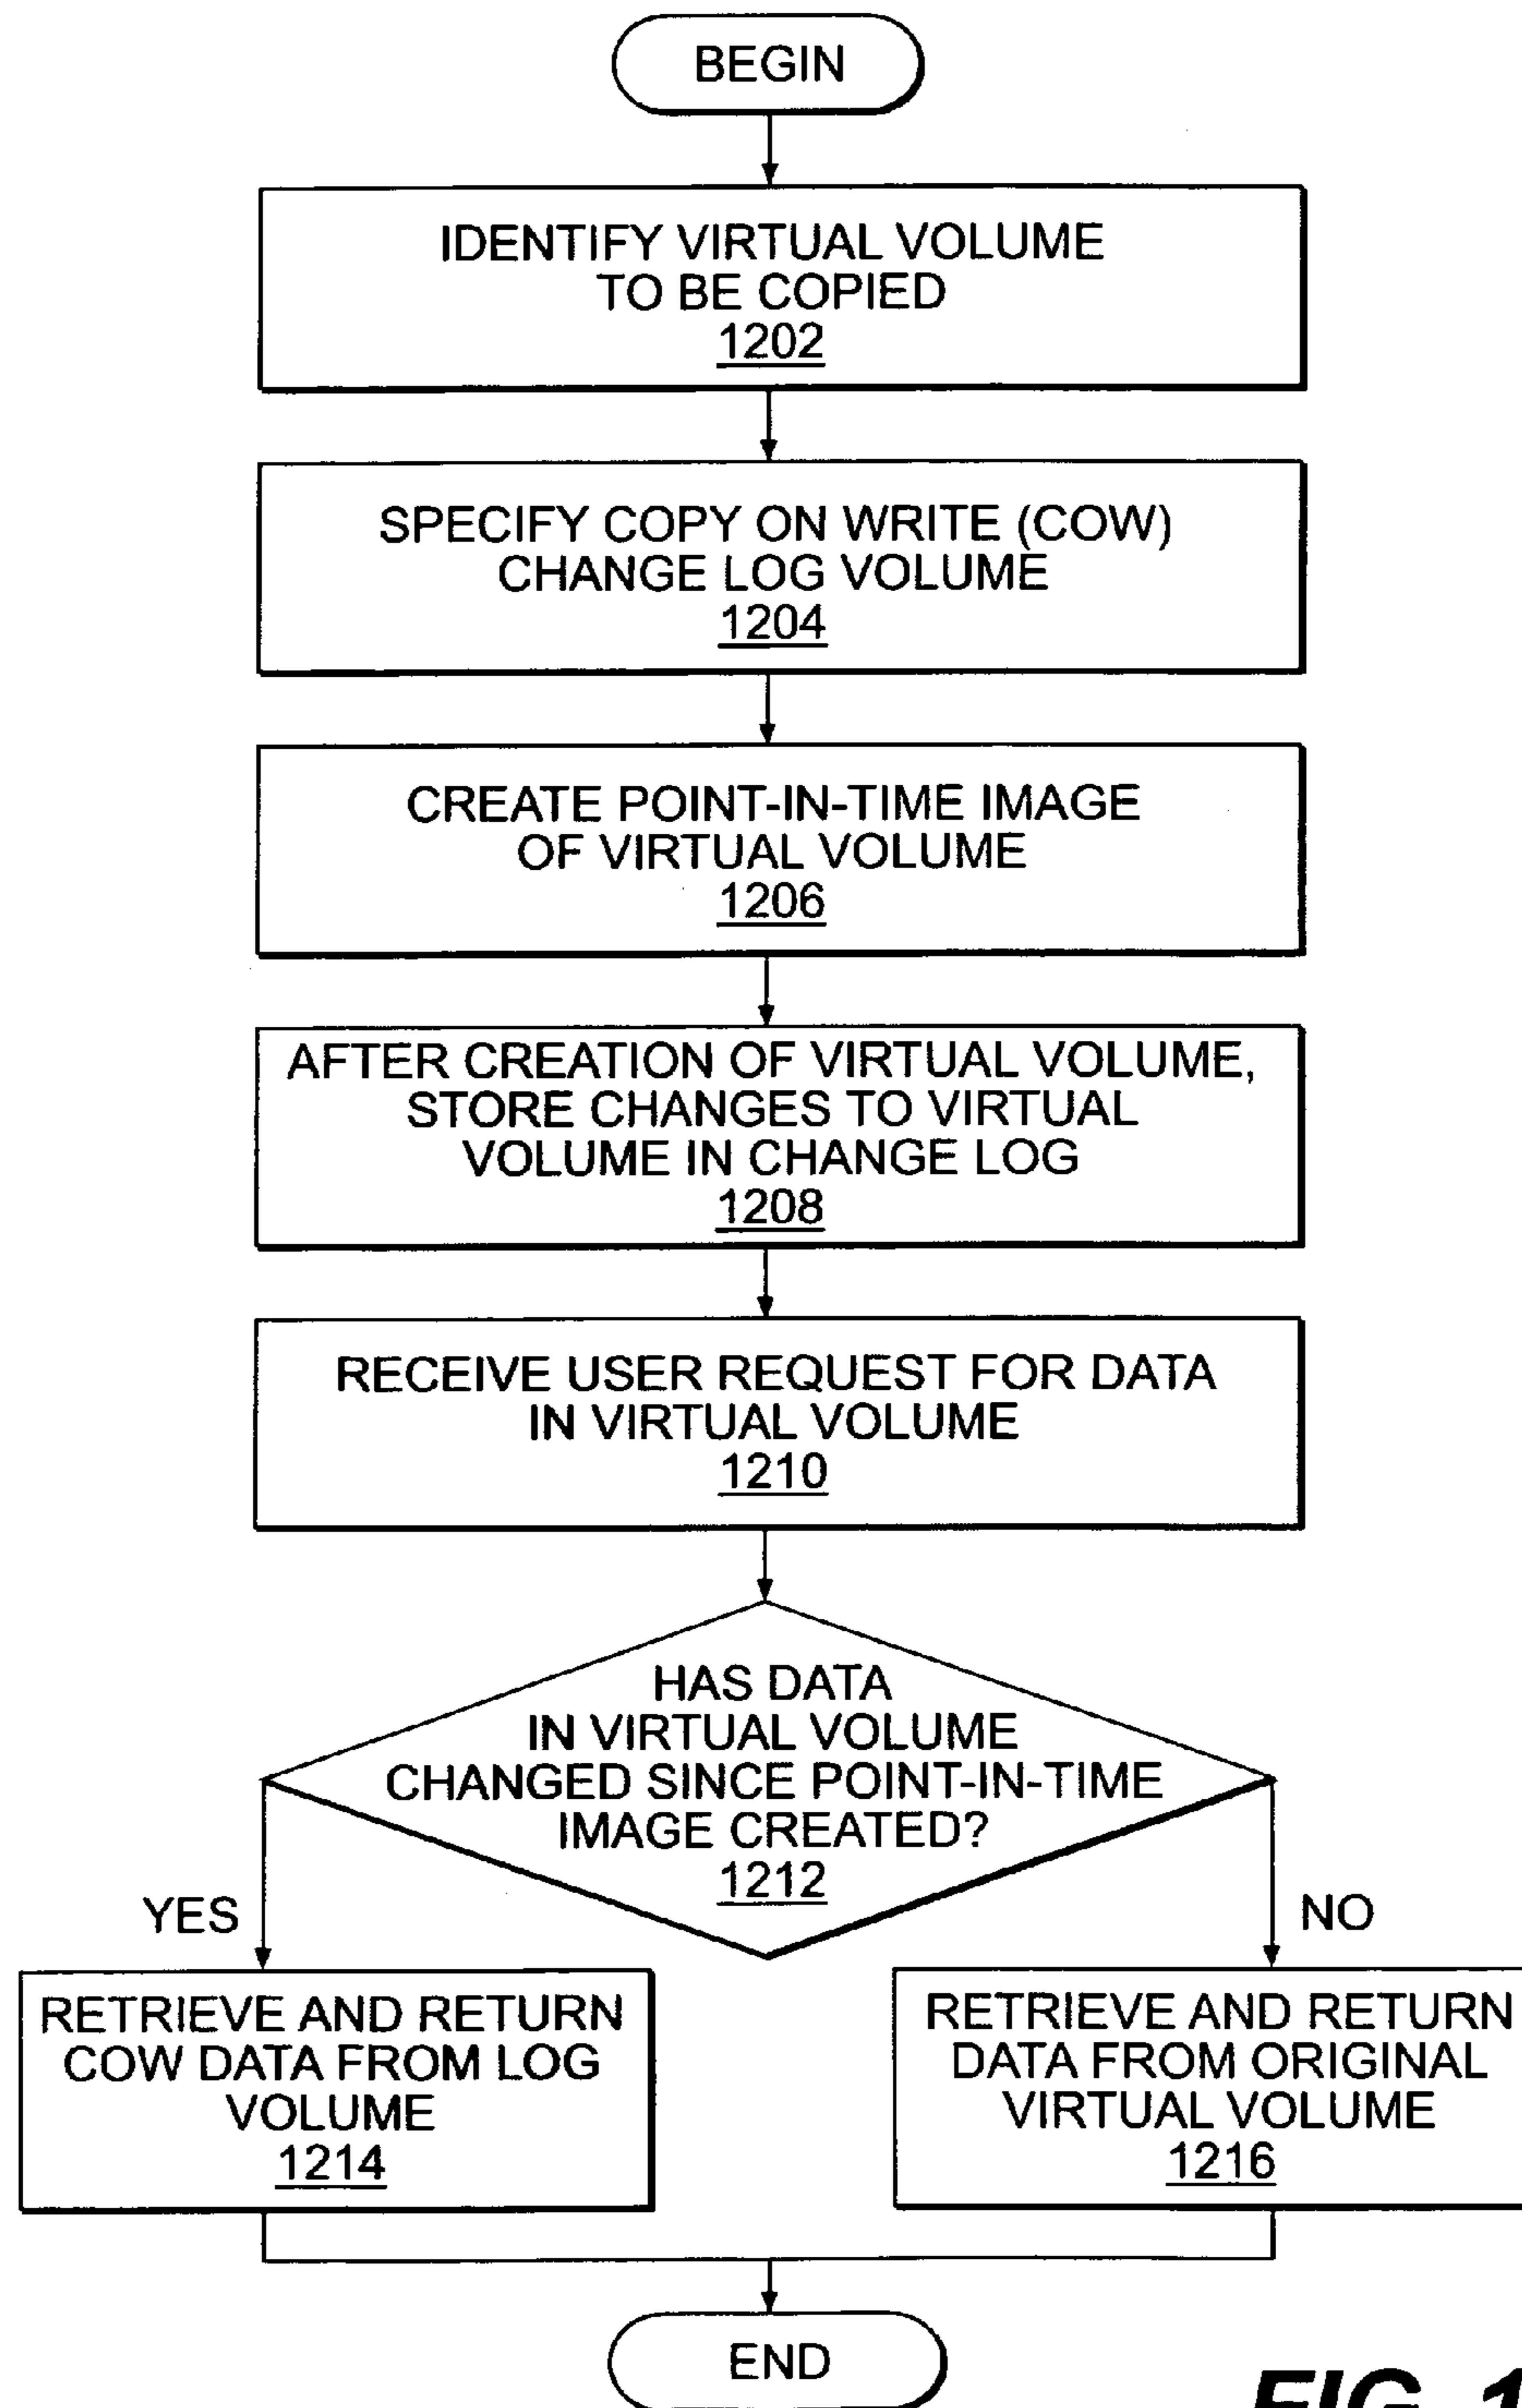 BEGIN
IDENTIFY VIRTUAL VOLUME
TO BE COPIED
1202
SPECIFY COPY ON WRITE (COW)
CHANGE LOG VOLUME
1204
CREATE POINT-IN-TIME IMAGE
OF VIRTUAL VOLUME
1206
AFTER CREATION OF VIRTUAL VOLUME,
STORE CHANGES TO VIRTUAL
VOLUME IN CHANGE LOG
1208
RECEIVE USER REQUEST FOR DATA
IN VIRTUAL VOLUME
1210
HAS DATA
IN VIRTUAL VOLUME
CHANGED SINCE POINT-IN-TIME
IMAGE CREATED?
1212
YES
NO
RETRIEVE AND RETURN
COW DATA FROM LOG
VOLUME
1214
RETRIEVE AND RETURN
DATA FROM ORIGINAL
VIRTUAL VOLUME
1216
END
FIG. 1